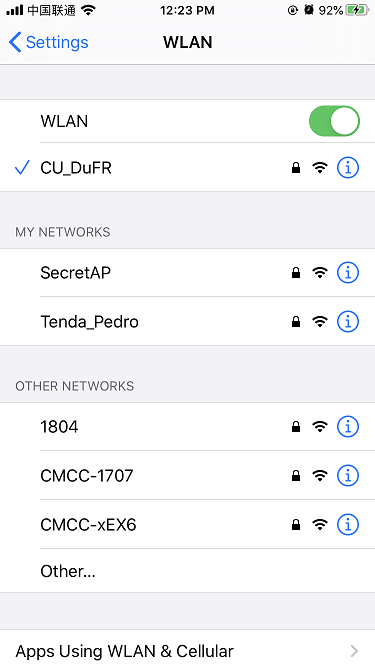 中国联通 12:23 PM 92%
Settings WLAN
WLAN
CU_DuFR
MY NETWORKS
SecretAP
Tenda_Pedro
OTHER NETWORKS
1804
CMCC-1707
CMCC-xEX6
Other...
Apps Using WLAN & Cellular